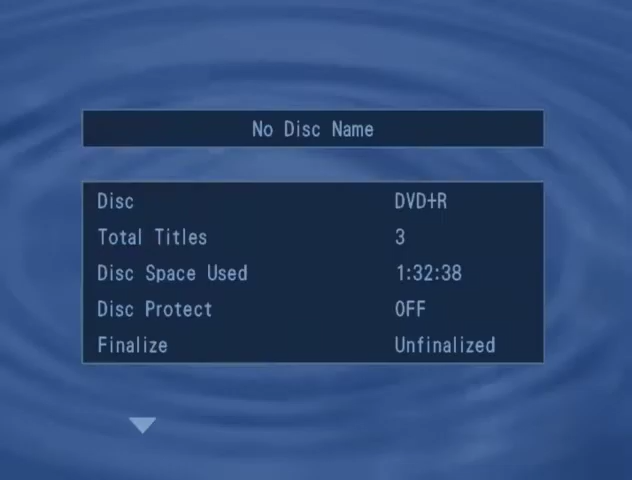 No Disc Name
Disc DVD+R
Total Titles 3
Disc Space Used 1:32:38
Disc Protect OFF
Finalize Unfinalized